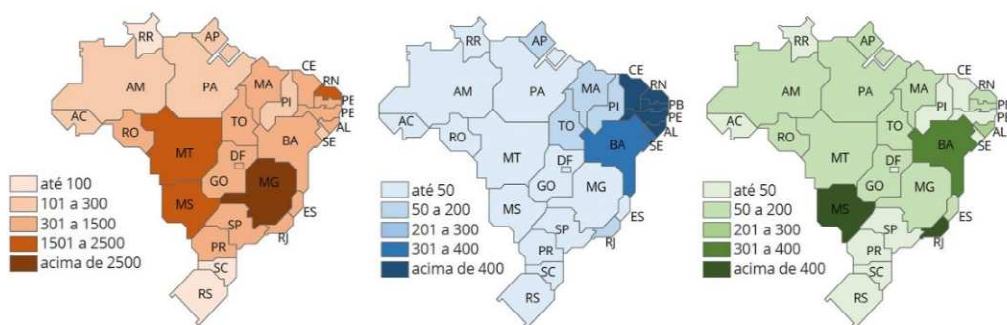 RR
AP
AM
PA
MA
CE
RN
PI
PE
PE
AL
SE
AC
RO
TO
BA
MT
DF
GO
MG
MS
ES
SP
RJ
PR
SC
RS
até 100
101 a 300
301 a 1500
1501 a 2500
acima de 2500
RR
AP
AM
PA
MA
CE
RN
PI
PB
PE
AL
SE
AC
RO
TO
BA
MT
DF
GO
MG
MS
ES
SP
RJ
PR
SC
RS
até 50
50 a 200
201 a 300
301 a 400
acima de 400
RR
AP
AM
PA
MA
CE
RN
PI
PB
PE
AL
SE
AC
RO
TO
BA
MT
DF
GO
MG
MS
ES
SP
RJ
PR
SC
RS
até 50
50 a 200
201 a 300
301 a 400
acima de 400